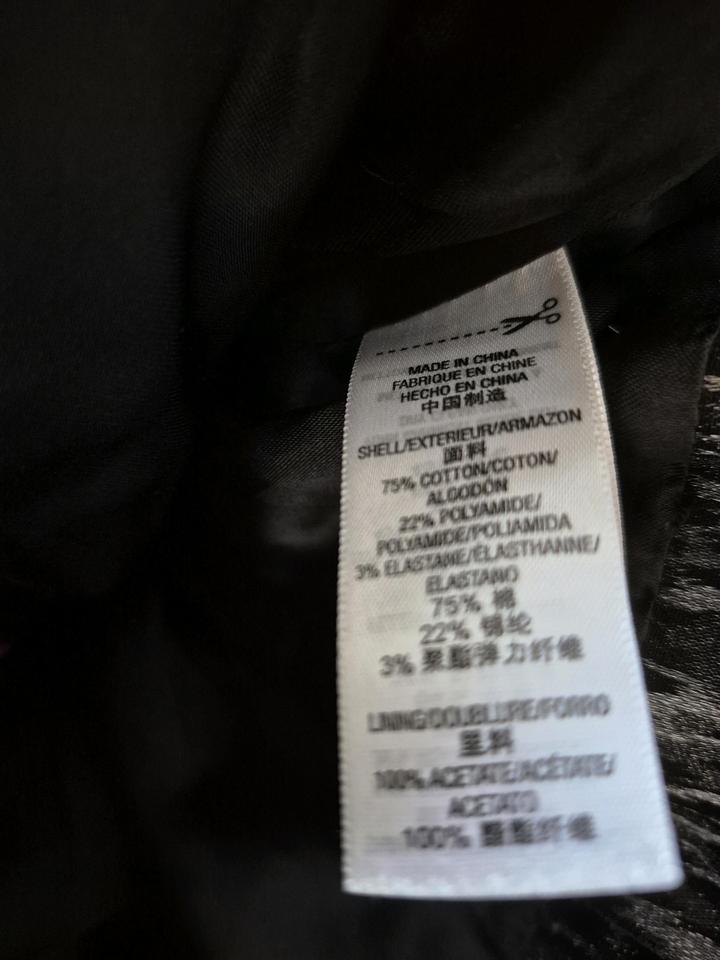 MADE IN CHINA
FABRIQUE EN CHINE
HECHO EN CHINA
中国制造
SHELL/EXTERIEUR/ARMAZON
面料
75% COTTON/COTON/
ALGODÓN
22% POLYAMIDE/
POLYAMIDE/POLIAMIDA
3% ELASTANE/ÉLASTHANNE/
ELASTANO
75% 棉
22% 锦纶
3% 聚酯弹力纤维
LINING/DOUBLURE/FORRO
里料
100% ACETATE/ACÉTATE/
ACETATO
100% 醋酯纤维